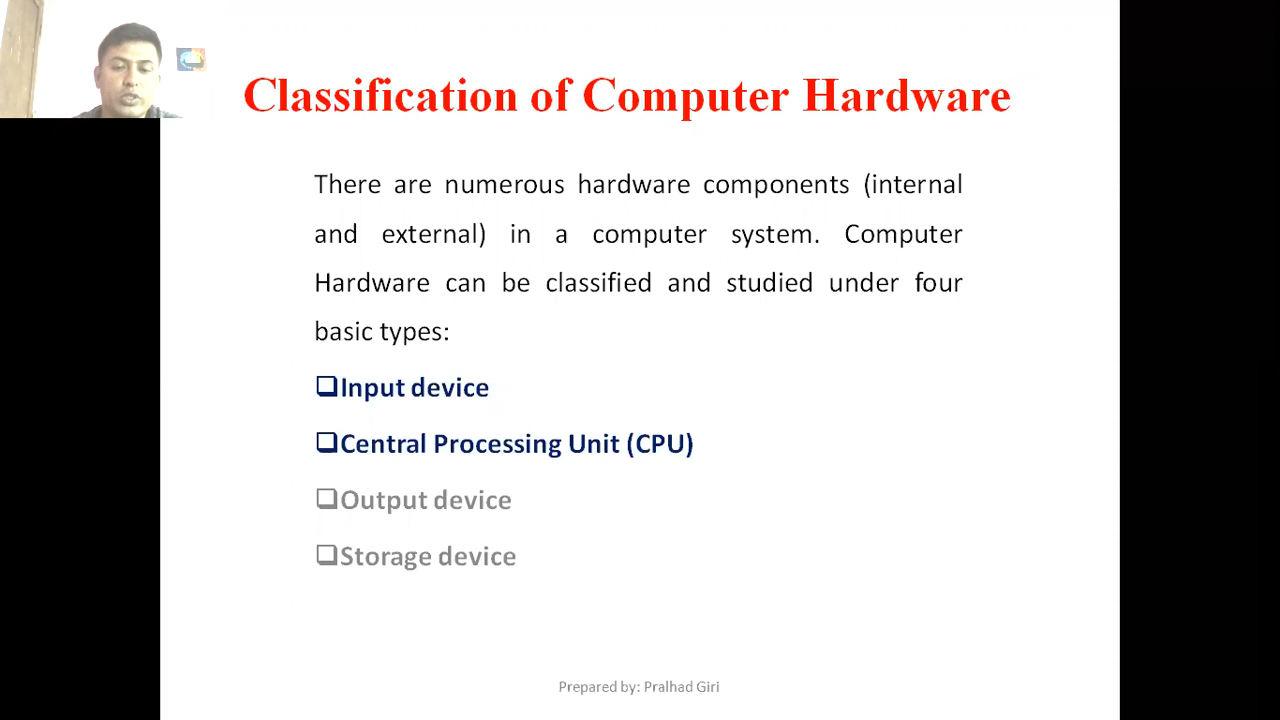 Classification of Computer Hardware
There are numerous hardware components (internal
and external) in a computer system. Computer
Hardware can be classified and studied under four
basic types:
❑Input device
❑Central Processing Unit (CPU)
❑Output device
❑Storage device
Prepared by: Pralhad Giri